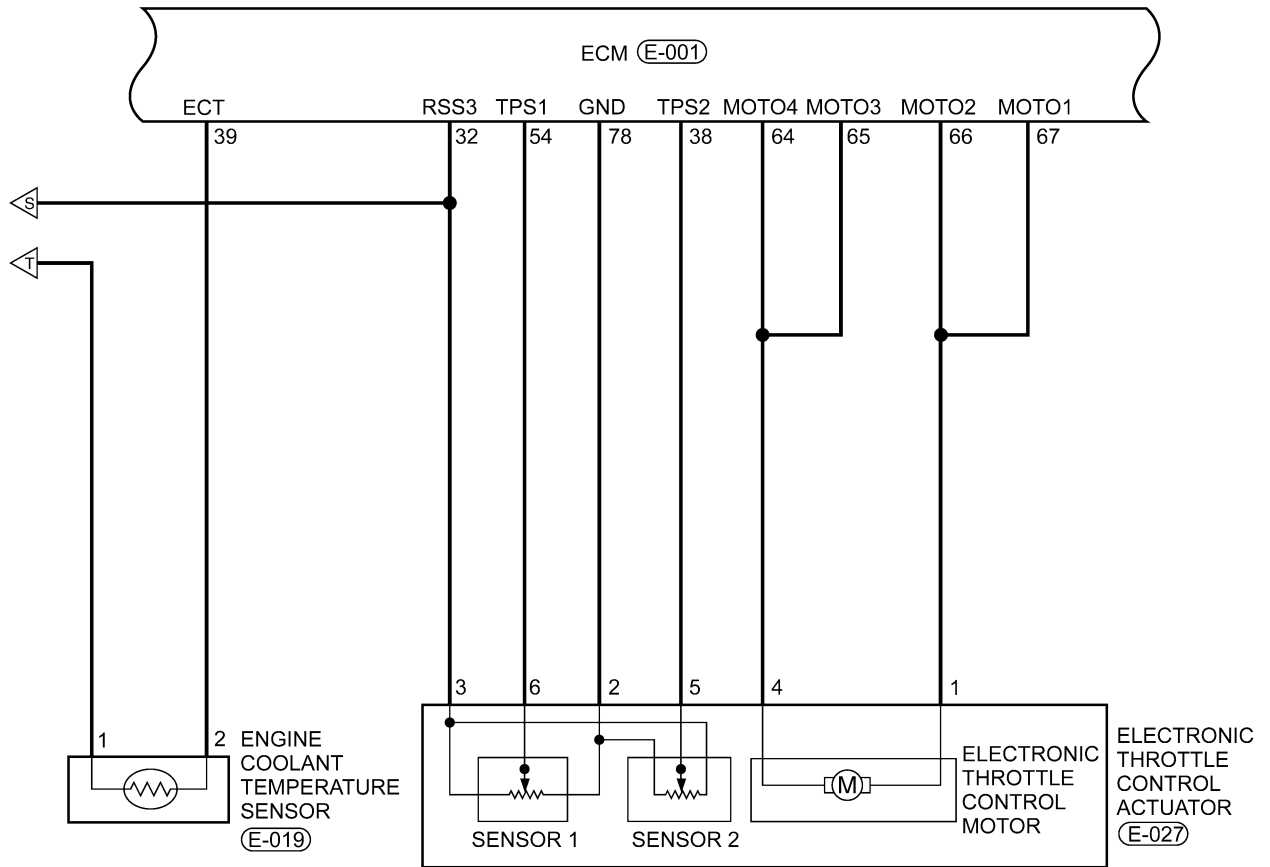 ECM E-001
ECT RSS3 TPS1 GND TPS2 MOTO4 MOTO3 MOTO2 MOTO1
39 32 54 78 38 64 65 66 67
S
T
3 6 2 5 4 1
1 2
ENGINE
COOLANT
TEMPERATURE
SENSOR
E-019
SENSOR 1
SENSOR 2
M
ELECTRONIC
THROTTLE
CONTROL
MOTOR
ELECTRONIC
THROTTLE
CONTROL
ACTUATOR
E-027